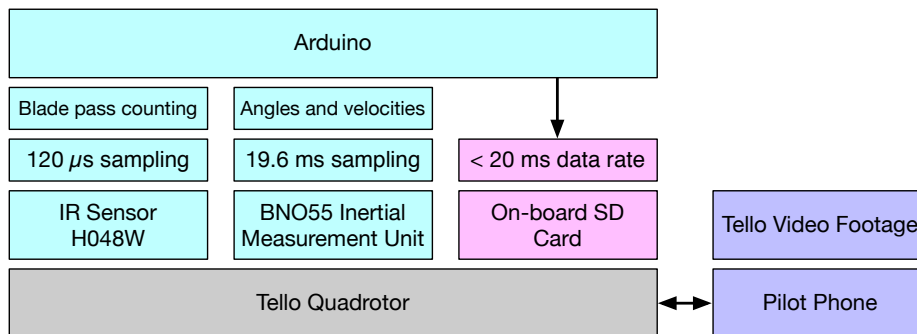 Arduino
Blade pass counting
Angles and velocities
120 µs sampling
19.6 ms sampling
< 20 ms data rate
IR Sensor
H048W
BNO55 Inertial
Measurement Unit
On-board SD
Card
Tello Video Footage
Tello Quadrotor
Pilot Phone